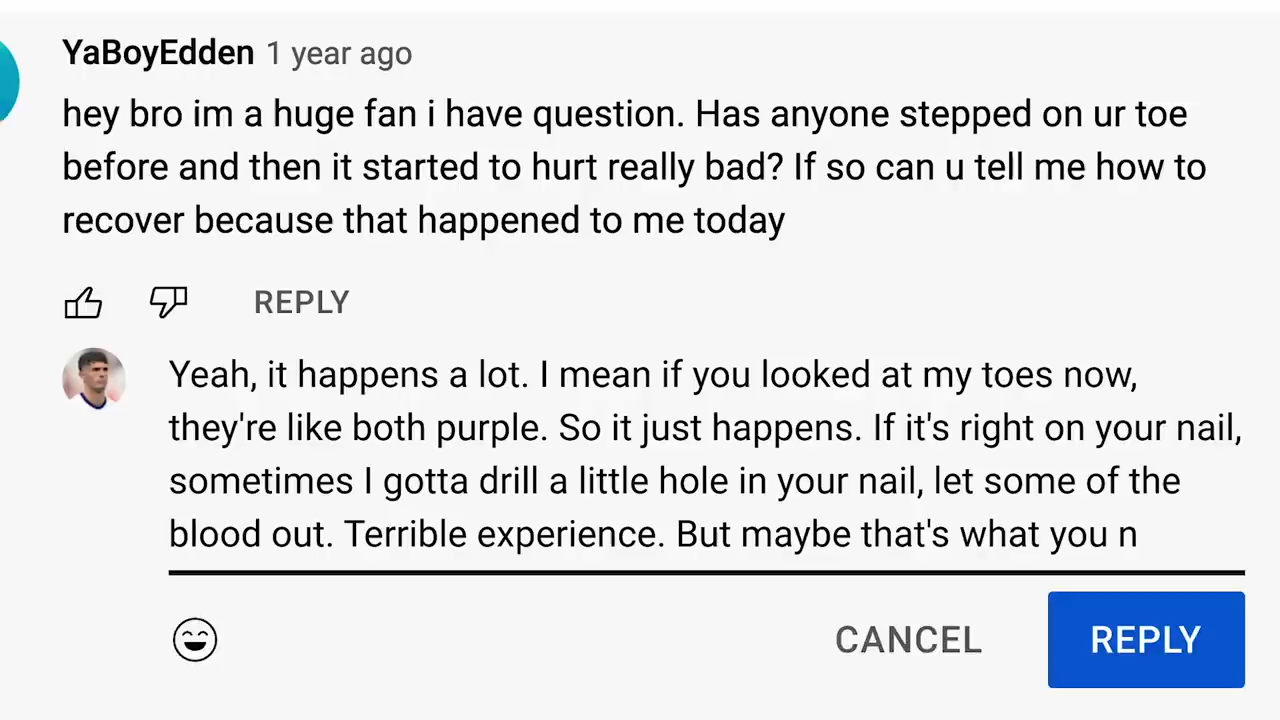 YaBoyEdden 1 year ago
hey bro im a huge fan i have question. Has anyone stepped on ur toe
before and then it started to hurt really bad? If so can u tell me how to
recover because that happened to me today
REPLY
Yeah, it happens a lot. I mean if you looked at my toes now,
they're like both purple. So it just happens. If it's right on your nail,
sometimes I gotta drill a little hole in your nail, let some of the
blood out. Terrible experience. But maybe that's what you n
CANCEL REPLY